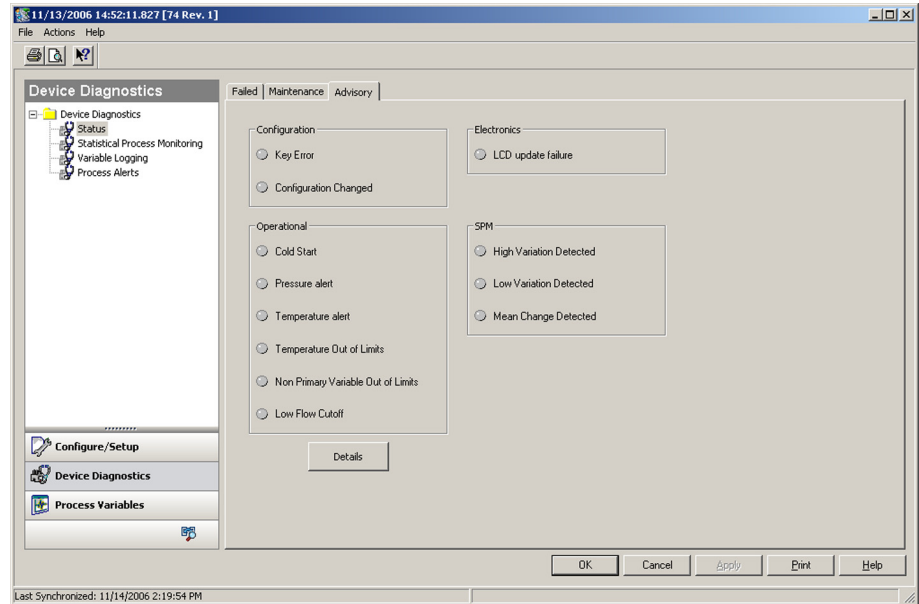 11/13/2006 14:52:11.827 [74 Rev. 1]
File Actions Help
Device Diagnostics
Device Diagnostics
Status
Statistical Process Monitoring
Variable Logging
Process Alerts
Configure/Setup
Device Diagnostics
Process Variables
Failed Maintenance Advisory
Configuration
Key Error
Configuration Changed
Electronics
LCD update failure
Operational
Cold Start
Pressure alert
Temperature alert
Temperature Out of Limits
Non Primary Variable Out of Limits
Low Flow Cutoff
SPM
High Variation Detected
Low Variation Detected
Mean Change Detected
Details
OK Cancel Apply Print Help
Last Synchronized: 11/14/2006 2:19:54 PM